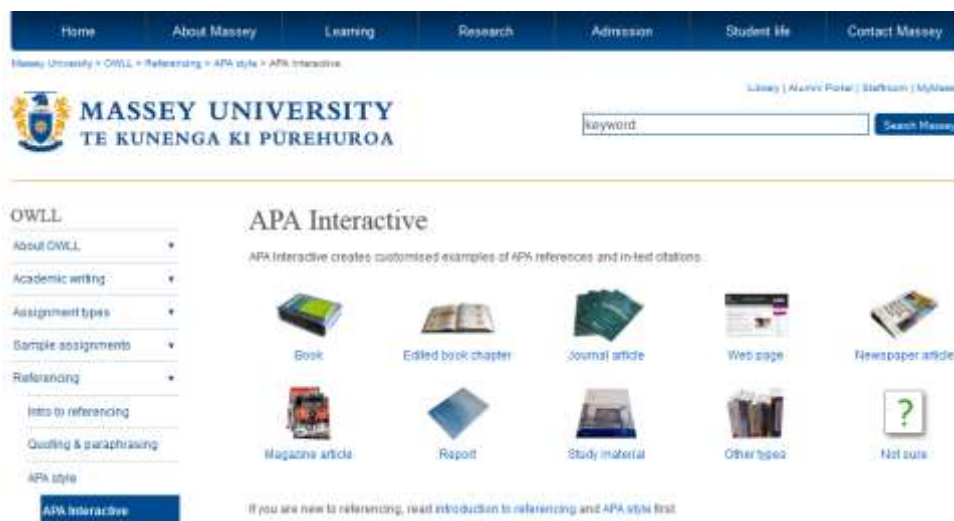 Home About Massey Learning Research Admission Student life Contact Massey
Massey University > OWLL > Referencing > APA style > APA Interactive
Library | Alumni Portal | Staffroom |
MASSEY UNIVERSITY
TE KUNENGA KI PŪREHUROA
keyword Search Massey
OWLL
APA Interactive
About OWLL
APA Interactive creates customised examples of APA references and in-text citations.
Academic writing
Assignment types
Sample assignments
Book Edited book chapter Journal article Web page Newspaper article
Referencing
Intro to referencing
Quoting & paraphrasing
?
Magazine article Report Study material Other types Not sure
APA style
APA Interactive
If you are new to referencing, read introduction to referencing and APA style first.